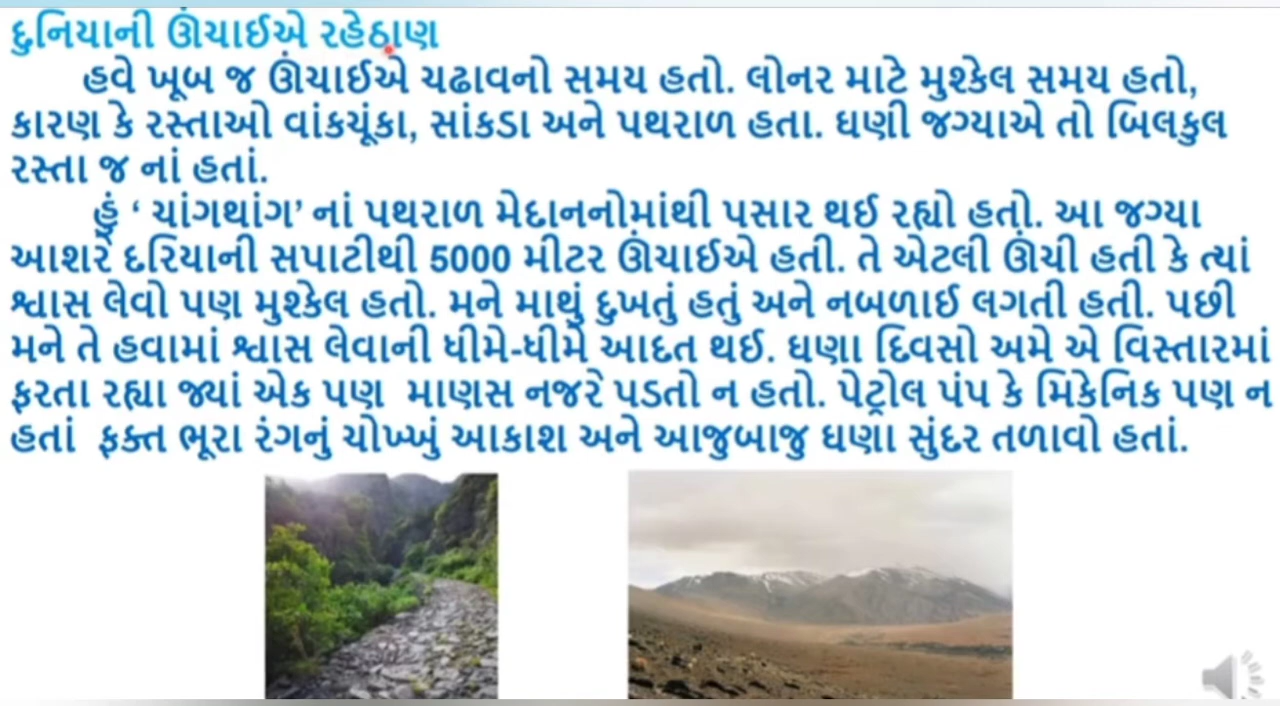 દુનિયાની ઊંચાઈએ રહેઠાણ
હવે ખૂબ જ ઊંચાઈએ ચઢાવનો સમય હતો. લોનર માટે મુશ્કેલ સમય હતો,
કારણ કે રસ્તાઓ વાંકચૂંકા, સાંકડા અને પથરાળ હતા. ઘણી જગ્યાએ તો બિલકુલ
રસ્તા જ નાં હતાં.
હું ‘ ચાંગથાંગ’ નાં પથરાળ મેદાનનોમાંથી પસાર થઈ રહ્યો હતો. આ જગ્યા
આશરે દરિયાની સપાટીથી 5000 મીટર ઊંચાઈએ હતી. તે એટલી ઊંચી હતી કે ત્યાં
શ્વાસ લેવો પણ મુશ્કેલ હતો. મને માથું દુખતું હતું અને નબળાઈ લગતી હતી. પછી
મને તે હવામાં શ્વાસ લેવાની ધીમે-ધીમે આદત થઈ. ઘણા દિવસો અમે એ વિસ્તારમાં
ફરતા રહ્યા જ્યાં એક પણ માણસ નજરે પડતો ન હતો. પેટ્રોલ પંપ કે મિકેનિક પણ ન
હતાં ફક્ત ભૂરા રંગનું ચોખ્ખું આકાશ અને આજુબાજુ ઘણા સુંદર તળાવો હતાં.